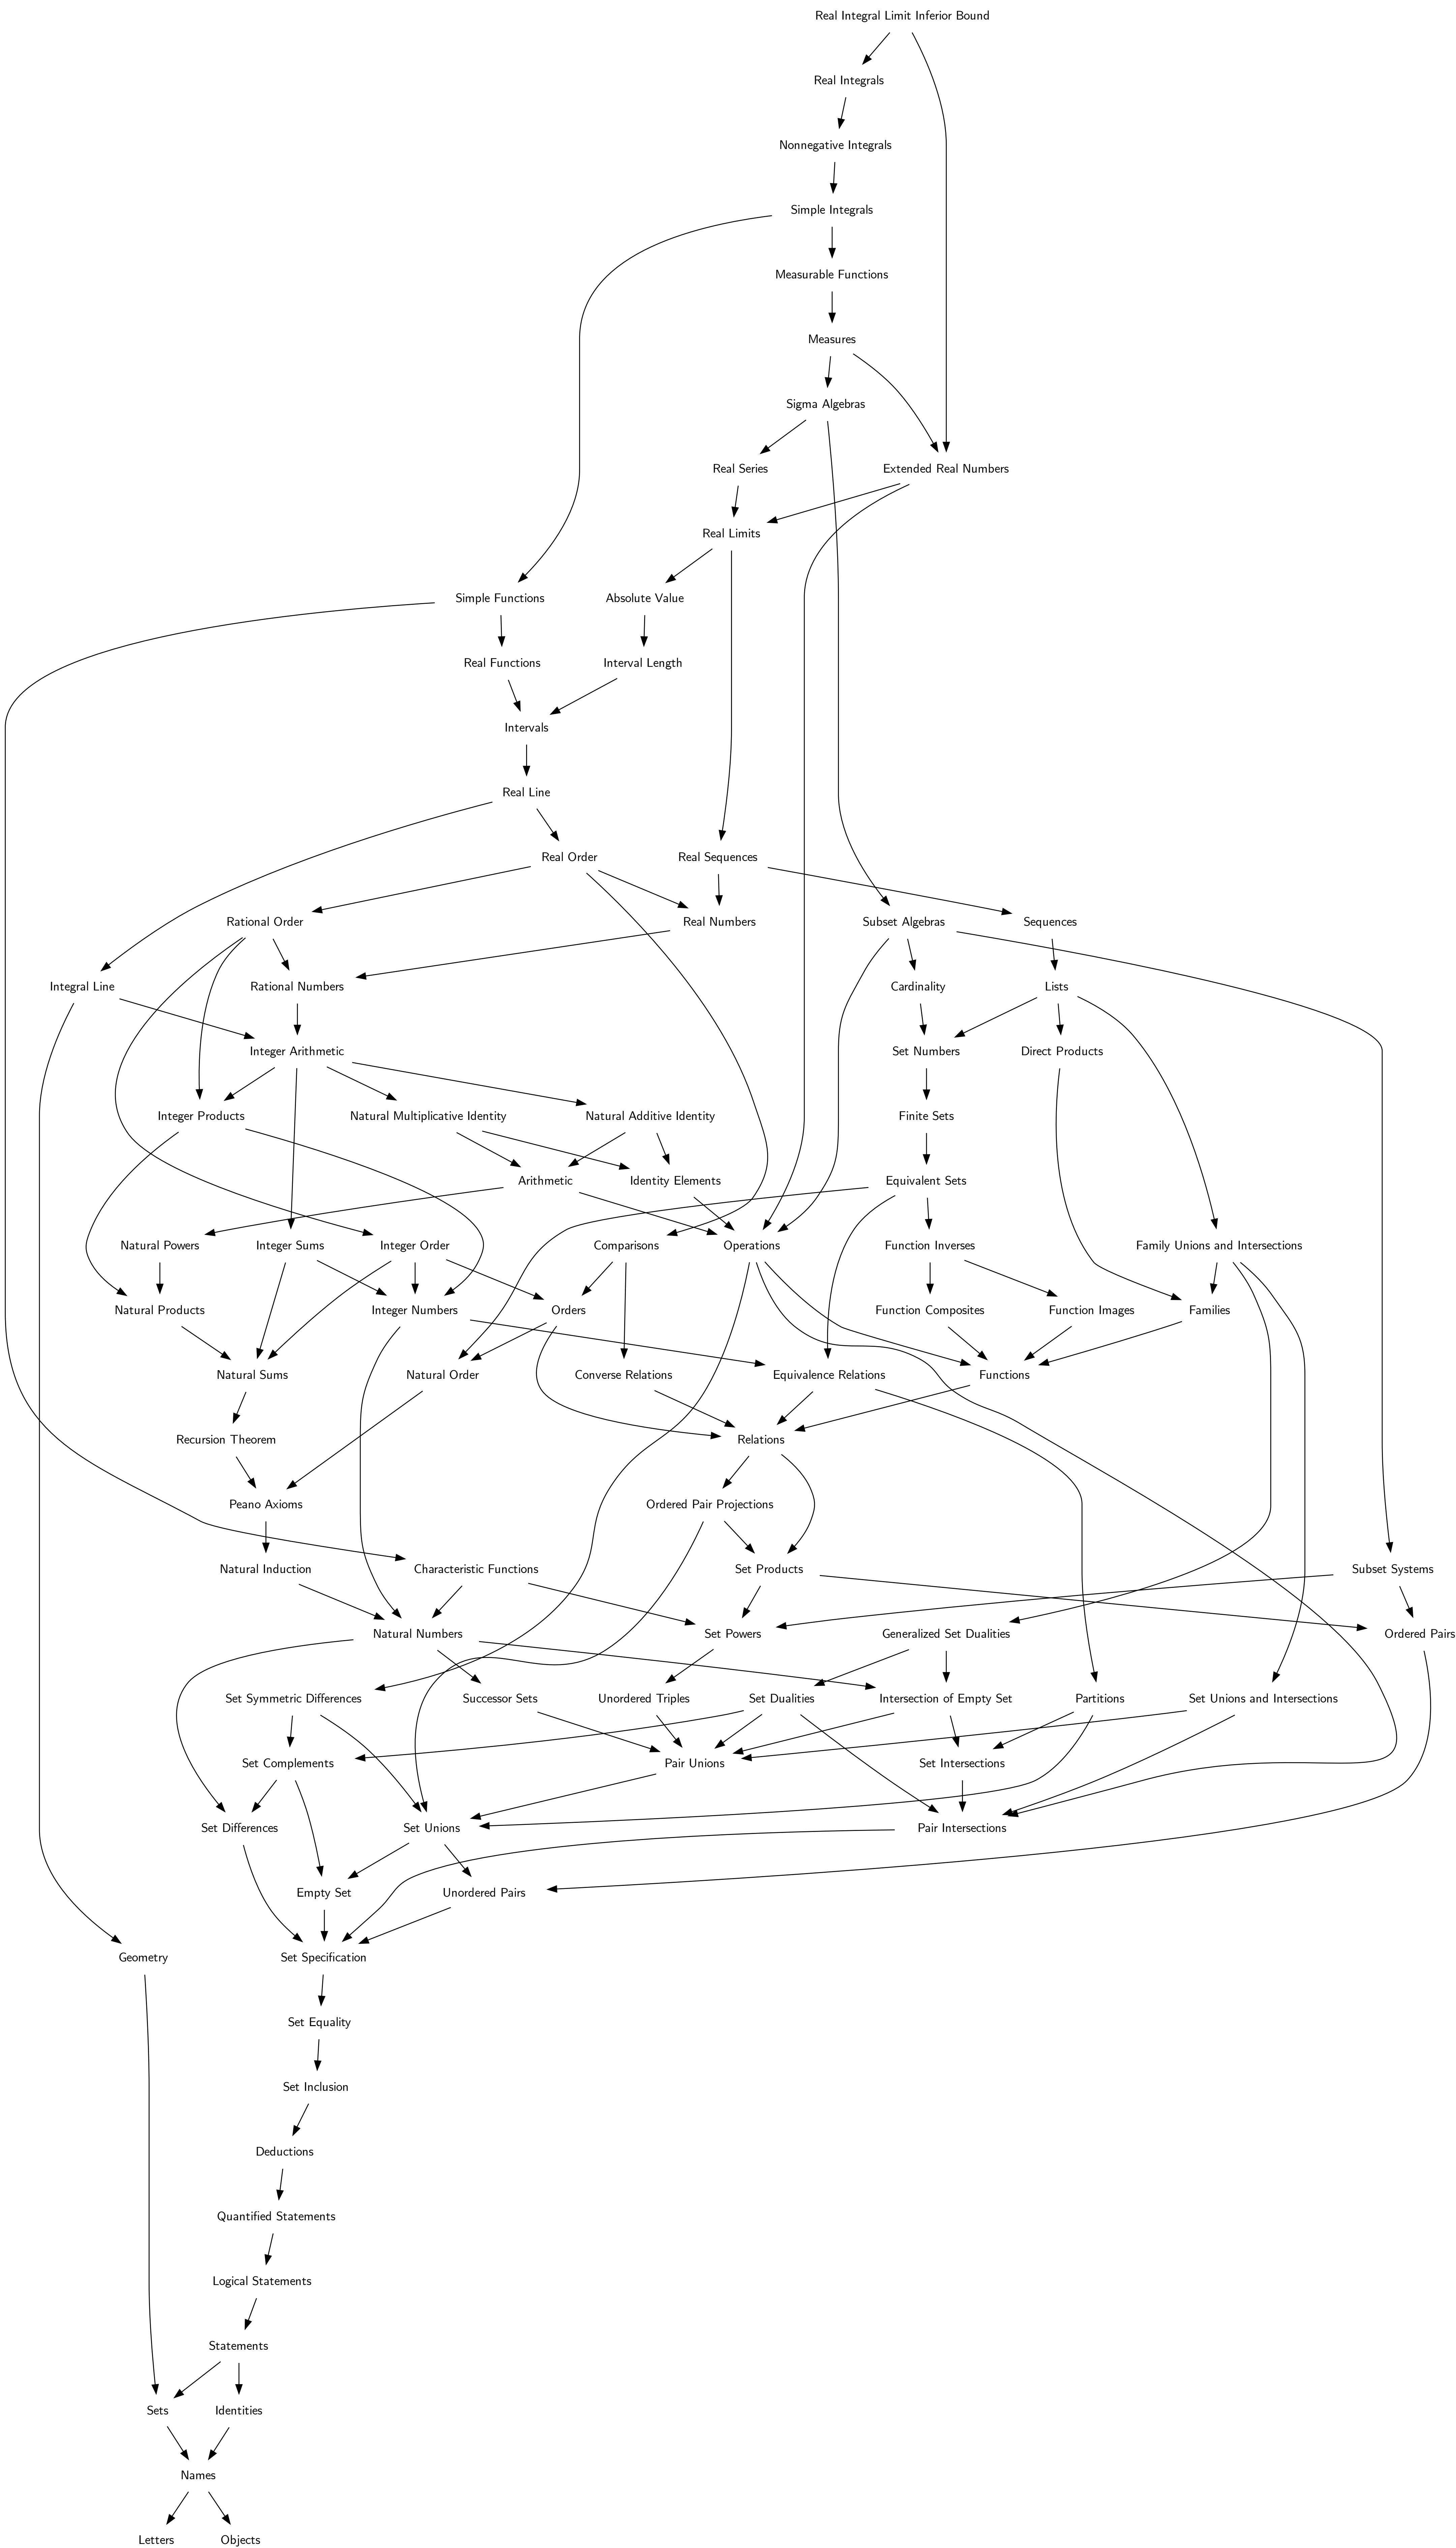 Real Integral Limit Inferior Bound
Real Integrals
Nonnegative Integrals
Simple Integrals
Measurable Functions
Measures
Sigma Algebras
Real Series
Extended Real Numbers
Real Limits
Simple Functions
Absolute Value
Real Functions
Interval Length
Intervals
Real Line
Real Order
Real Sequences
Rational Order
Real Numbers
Subset Algebras
Sequences
Integral Line
Rational Numbers
Cardinality
Lists
Integer Arithmetic
Set Numbers
Direct Products
Integer Products
Natural Multiplicative Identity
Natural Additive Identity
Finite Sets
Arithmetic
Identity Elements
Equivalent Sets
Natural Powers
Integer Sums
Integer Order
Comparisons
Operations
Function Inverses
Family Unions and Intersections
Natural Products
Integer Numbers
Orders
Function Composites
Function Images
Families
Natural Sums
Natural Order
Converse Relations
Equivalence Relations
Functions
Recursion Theorem
Relations
Peano Axioms
Ordered Pair Projections
Natural Induction
Characteristic Functions
Set Products
Subset Systems
Natural Numbers
Set Powers
Generalized Set Dualities
Ordered Pairs
Set Symmetric Differences
Successor Sets
Unordered Triples
Set Dualities
Intersection of Empty Set
Partitions
Set Unions and Intersections
Set Complements
Pair Unions
Set Intersections
Set Differences
Set Unions
Pair Intersections
Empty Set
Unordered Pairs
Geometry
Set Specification
Set Equality
Set Inclusion
Deductions
Quantified Statements
Logical Statements
Statements
Sets
Identities
Names
Letters
Objects